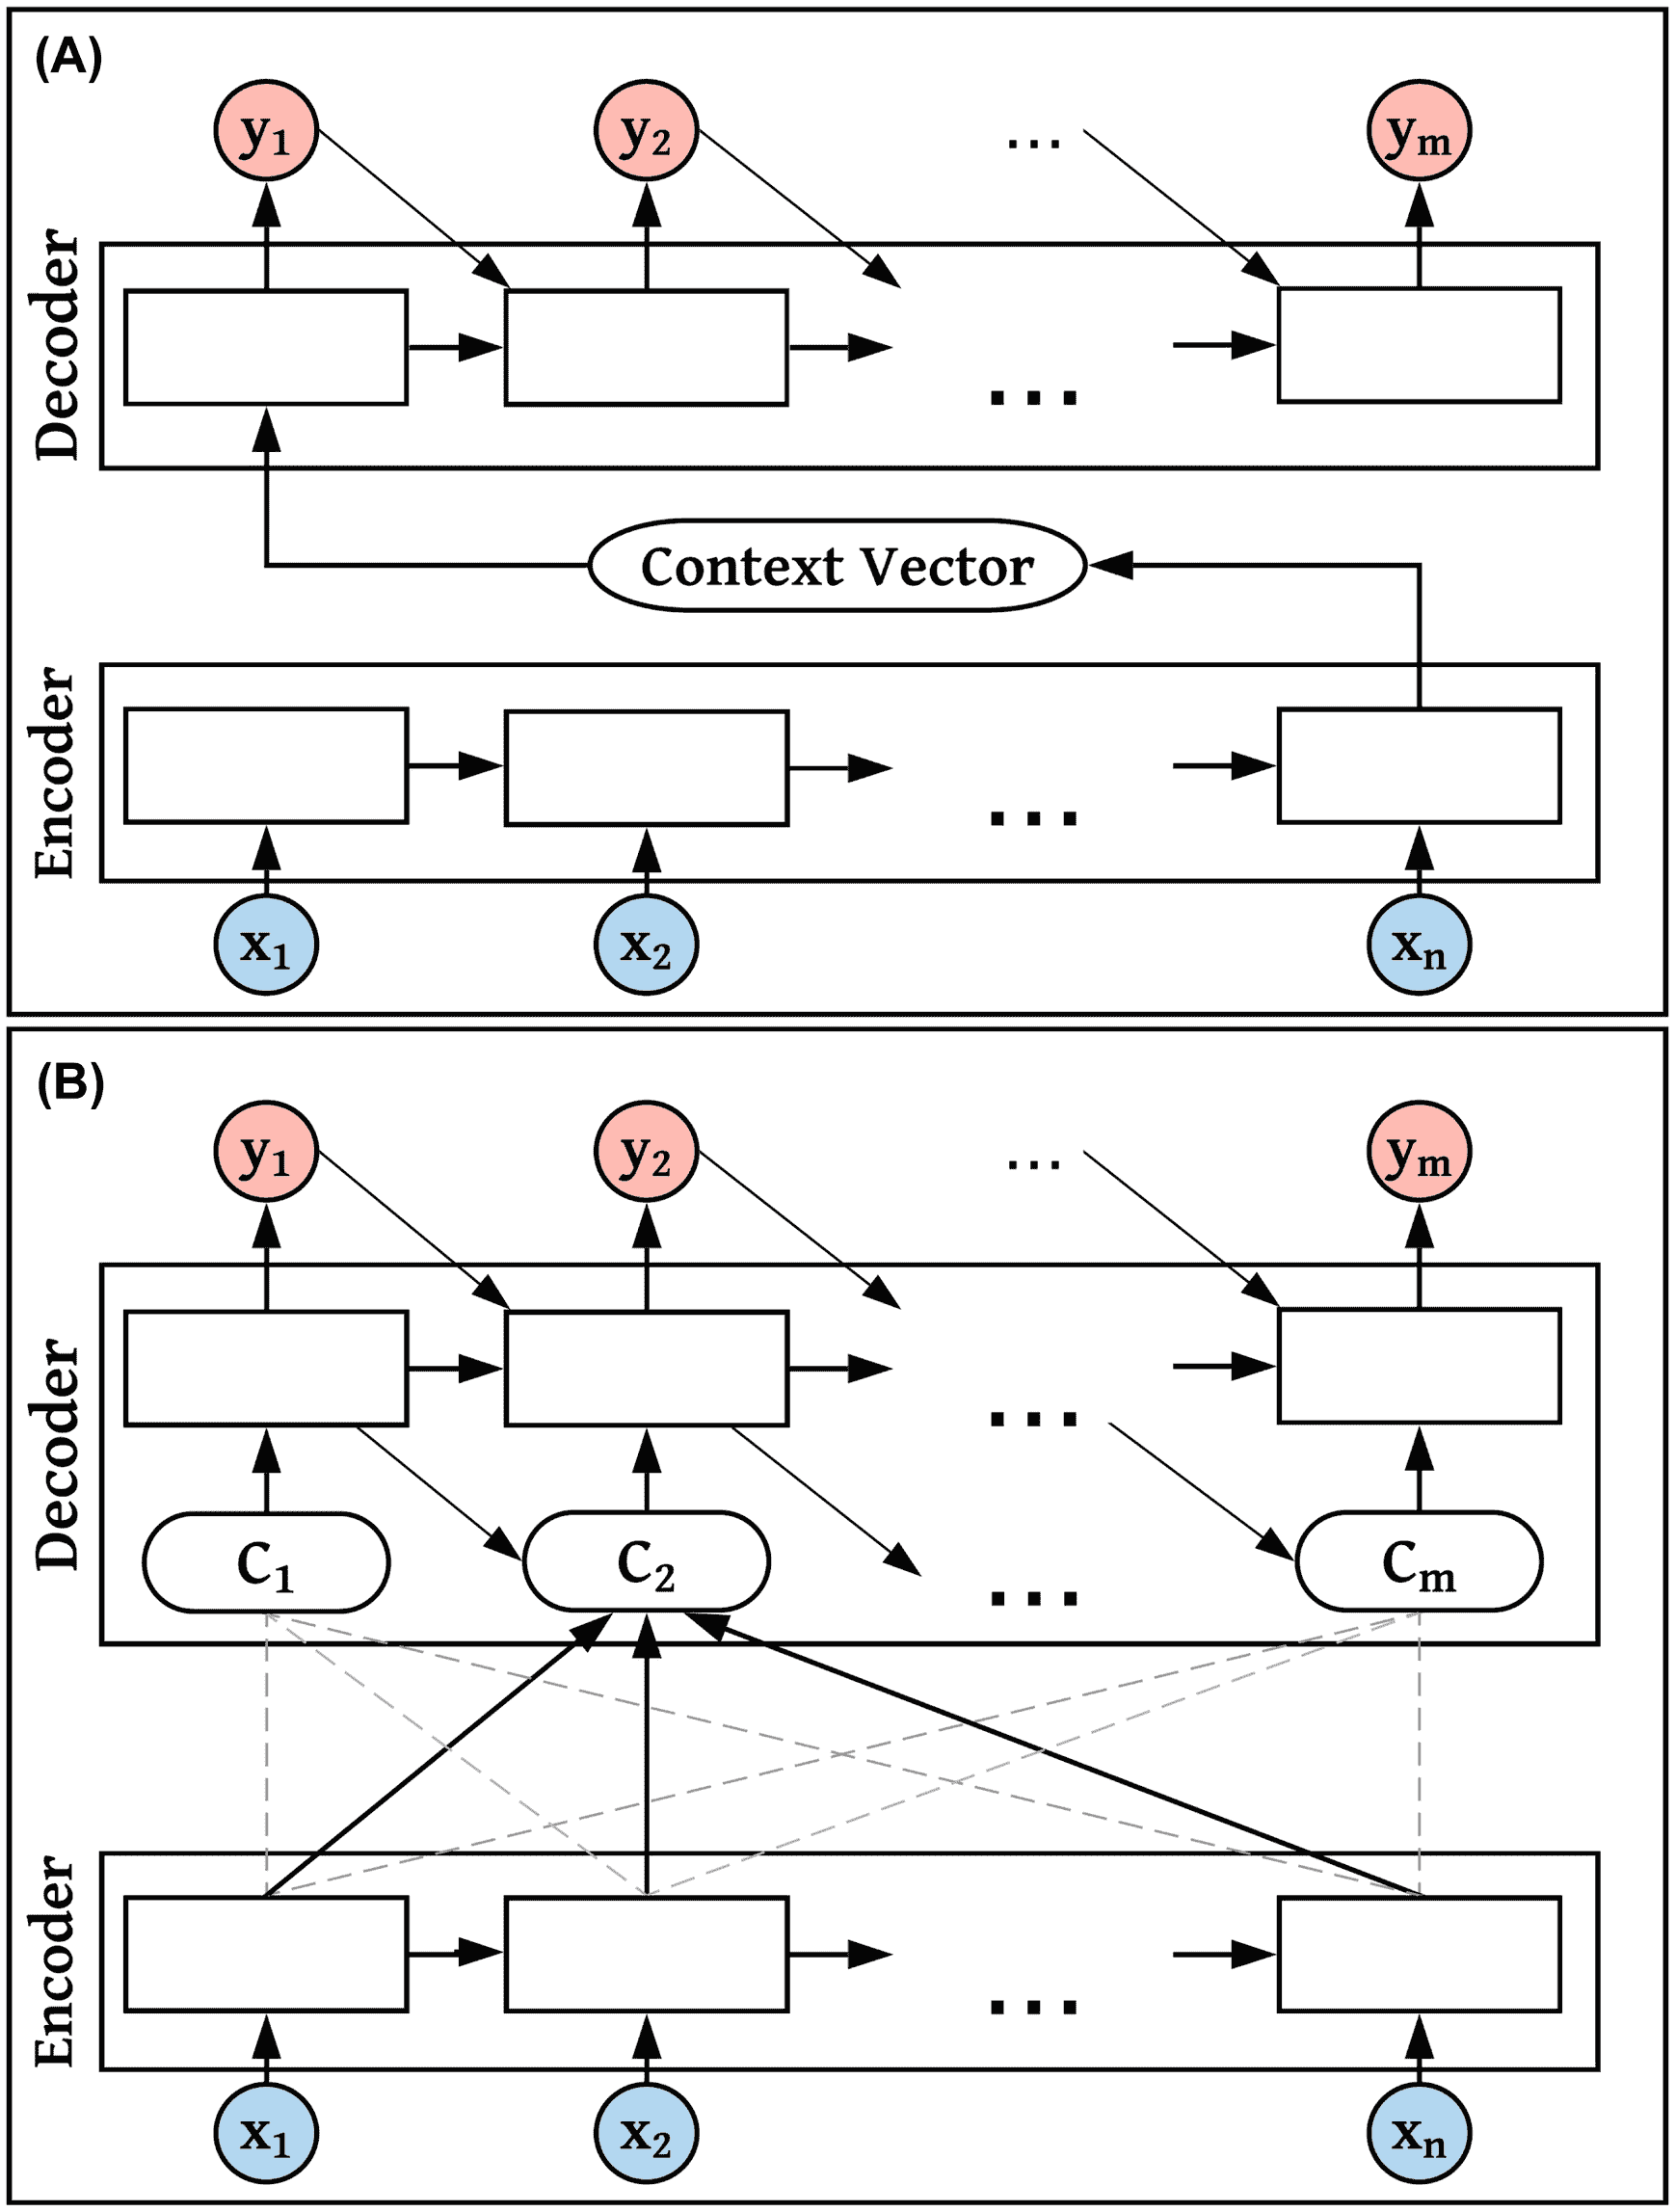 (A)
y1 y2 ... ym
Decoder
...
Context Vector
Encoder
...
x1 x2 xn
(B)
y1 y2 ... ym
Decoder
...
C1 C2 ... Cm
Encoder
...
x1 x2 xn